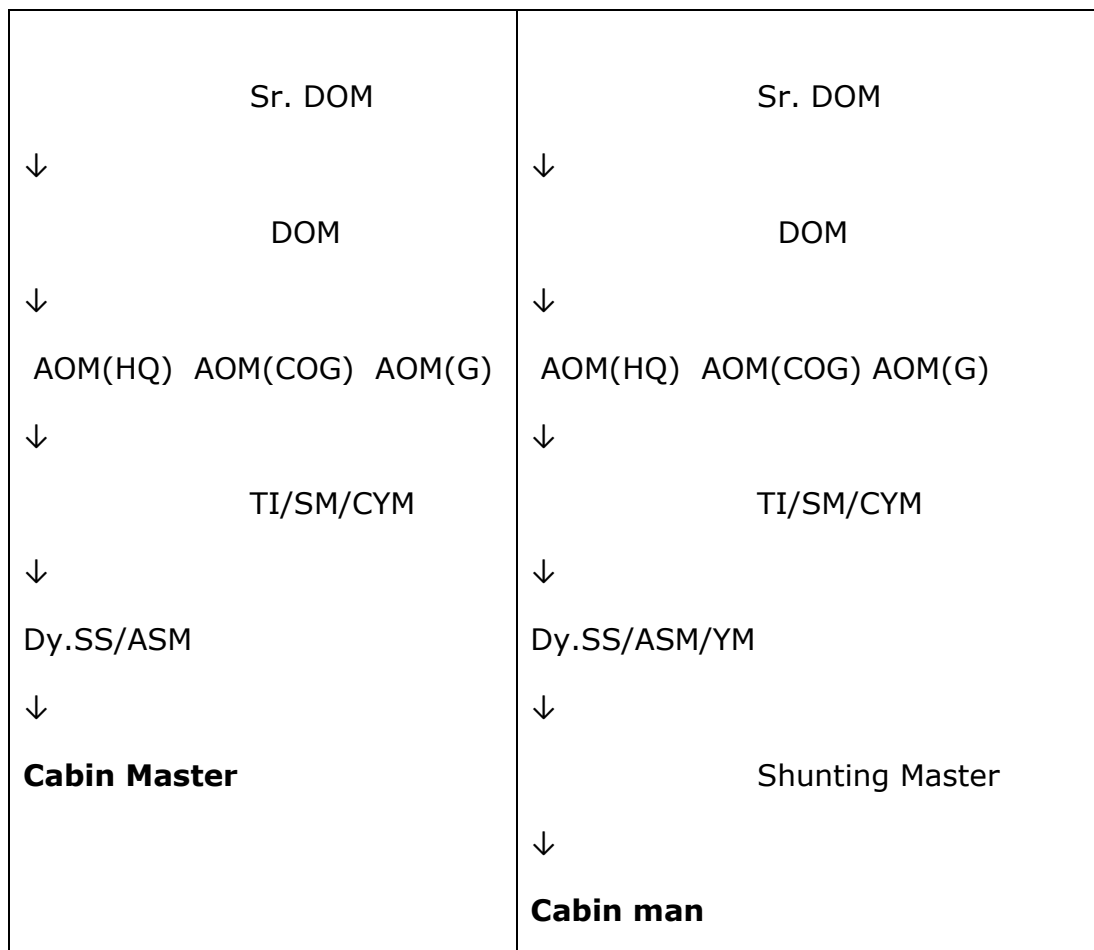 Sr. DOM
↓
DOM
↓
AOM(HQ) AOM(COG) AOM(G)
↓
TI/SM/CYM
↓
Dy.SS/ASM
↓
Cabin Master
Sr. DOM
↓
DOM
↓
AOM(HQ) AOM(COG) AOM(G)
↓
TI/SM/CYM
↓
Dy.SS/ASM/YM
↓
Shunting Master
↓
Cabin man